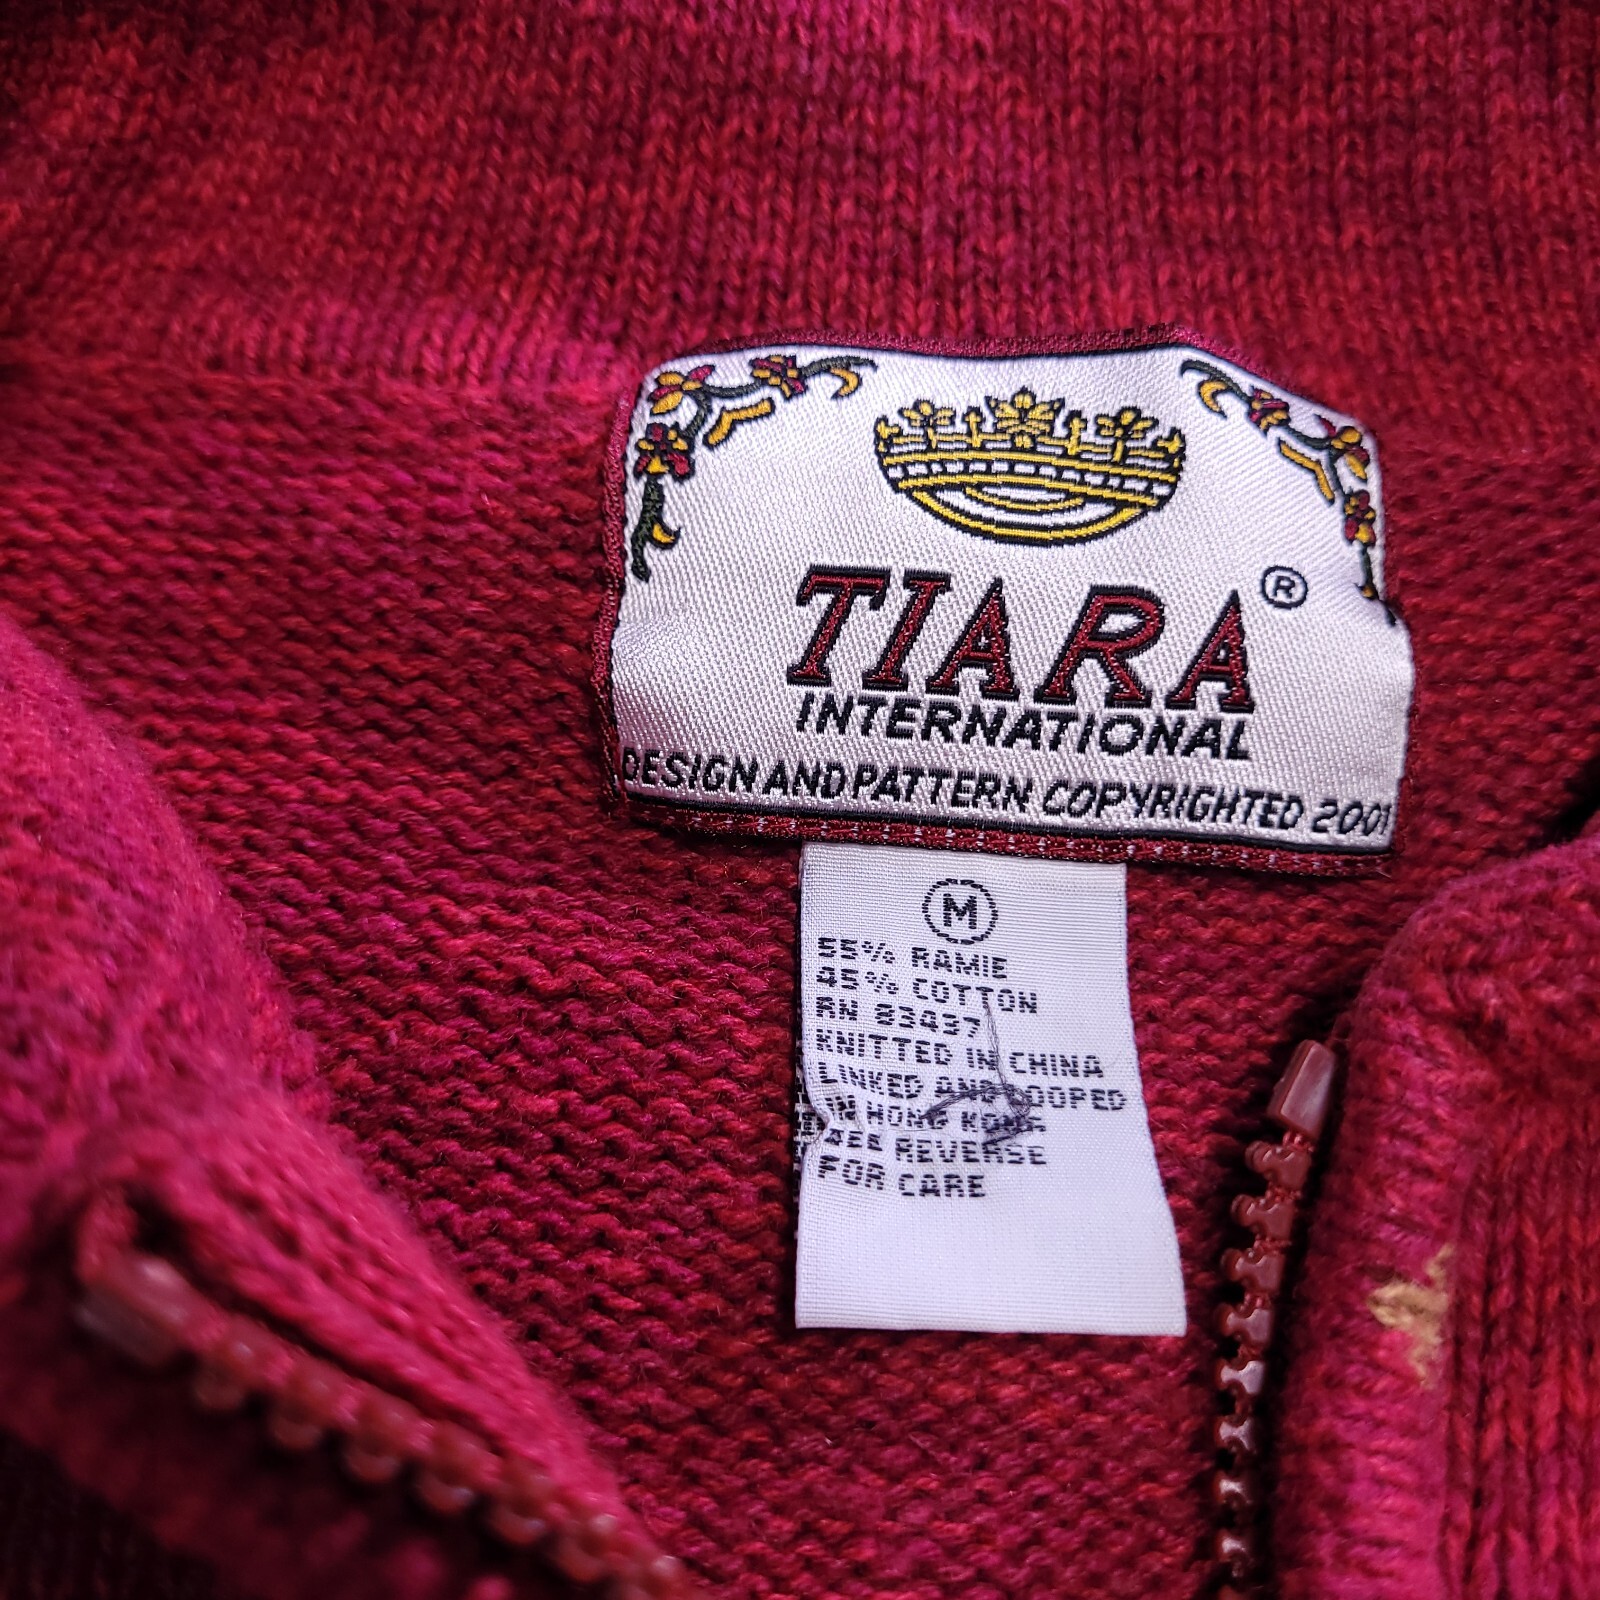 TIARA ®
INTERNATIONAL
DESIGN AND PATTERN COPYRIGHTED 2001
M
55% RAMIE
45% COTTON
RN 83437
KNITTED IN CHINA
LINKED AND LOOPED
IN HONG KONG
SEE REVERSE
FOR CARE